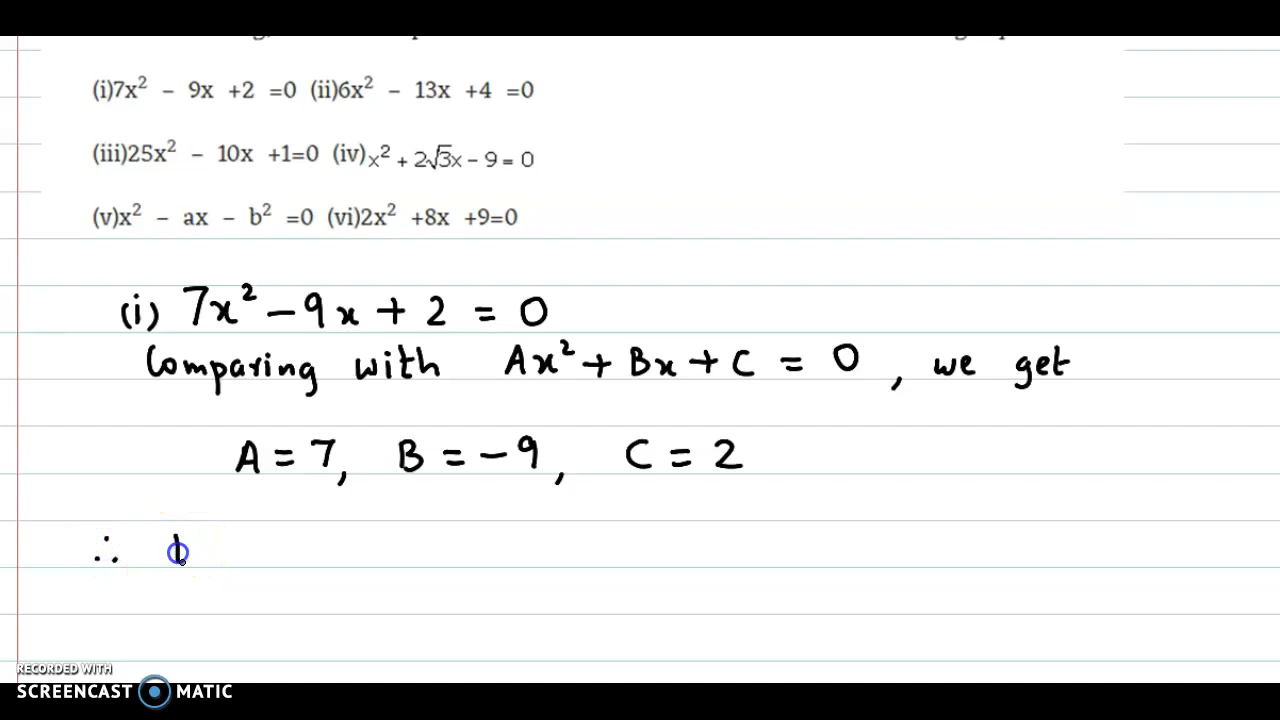 (i)7x² - 9x +2 =0 (ii)6x² - 13x +4 =0
(iii)25x² - 10x +1=0 (iv)x² + 2√3x - 9 = 0
(v)x² - ax - b² =0 (vi)2x² +8x +9=0
(i) 7x² - 9x + 2 = 0
Comparing with Ax² + Bx + C = 0 , we get
A = 7, B = -9, C = 2
∴
RECORDED WITH
SCREENCAST MATIC